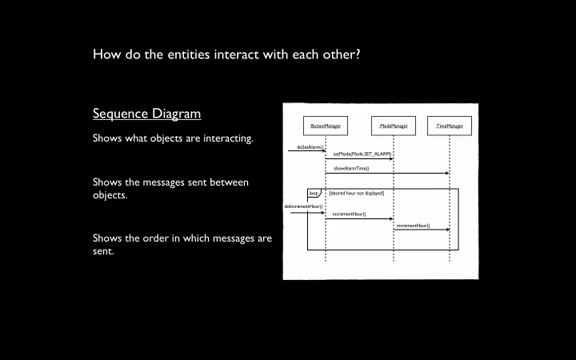 How do the entities interact with each other?
Sequence Diagram
Shows what objects are interacting.
Shows the messages sent between
objects.
Shows the order in which messages are
sent.
:ButtonManager
:ModeManager
:TimeManager
doSetAlarm()
setMode(Mode.SET_ALARM)
showAlarmTime()
loop
[desired hour not displayed]
doIncrementHour()
incrementHour()
incrementHour()